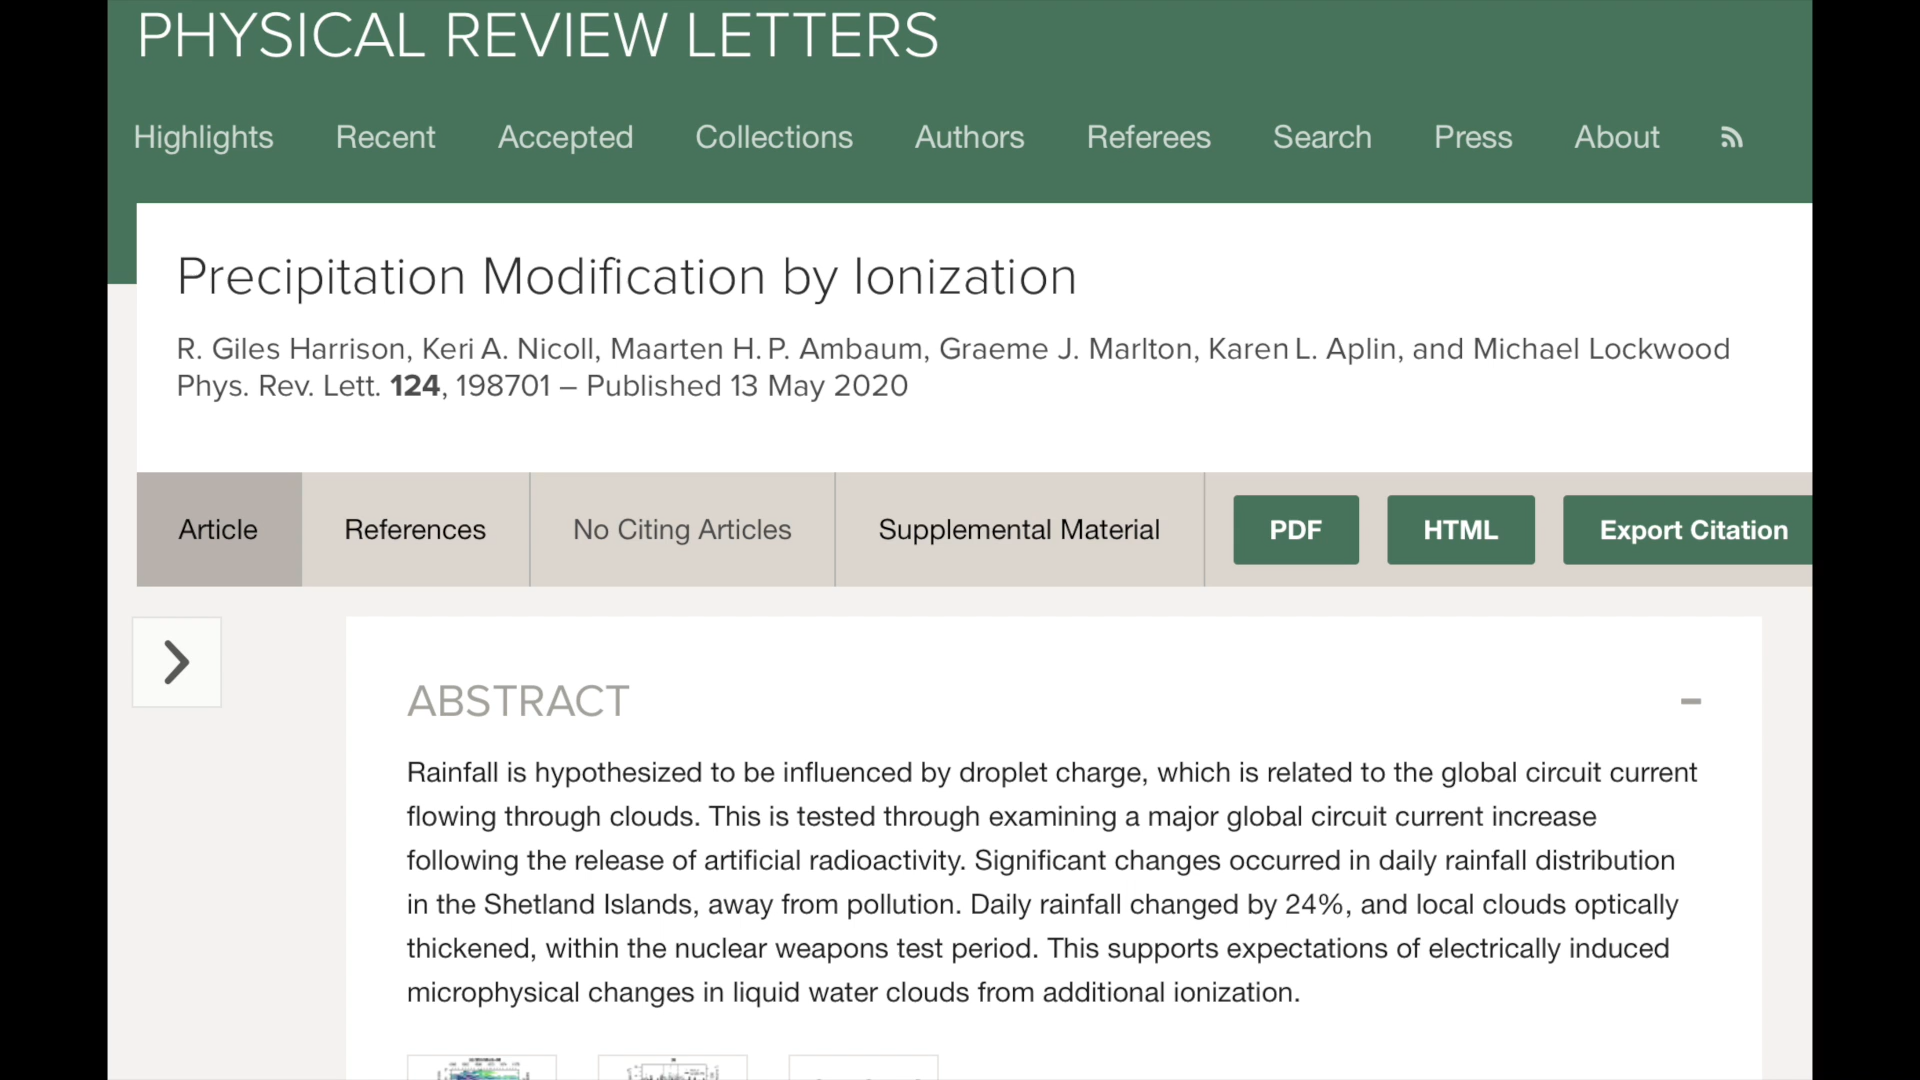 PHYSICAL REVIEW LETTERS
Highlights Recent Accepted Collections Authors Referees Search Press About
Precipitation Modification by Ionization
R. Giles Harrison, Keri A. Nicoll, Maarten H. P. Ambaum, Graeme J. Marlton, Karen L. Aplin, and Michael Lockwood
Phys. Rev. Lett. 124, 198701 – Published 13 May 2020
Article References No Citing Articles Supplemental Material PDF HTML Export Citation
ABSTRACT
Rainfall is hypothesized to be influenced by droplet charge, which is related to the global circuit current
flowing through clouds. This is tested through examining a major global circuit current increase
following the release of artificial radioactivity. Significant changes occurred in daily rainfall distribution
in the Shetland Islands, away from pollution. Daily rainfall changed by 24%, and local clouds optically
thickened, within the nuclear weapons test period. This supports expectations of electrically induced
microphysical changes in liquid water clouds from additional ionization.